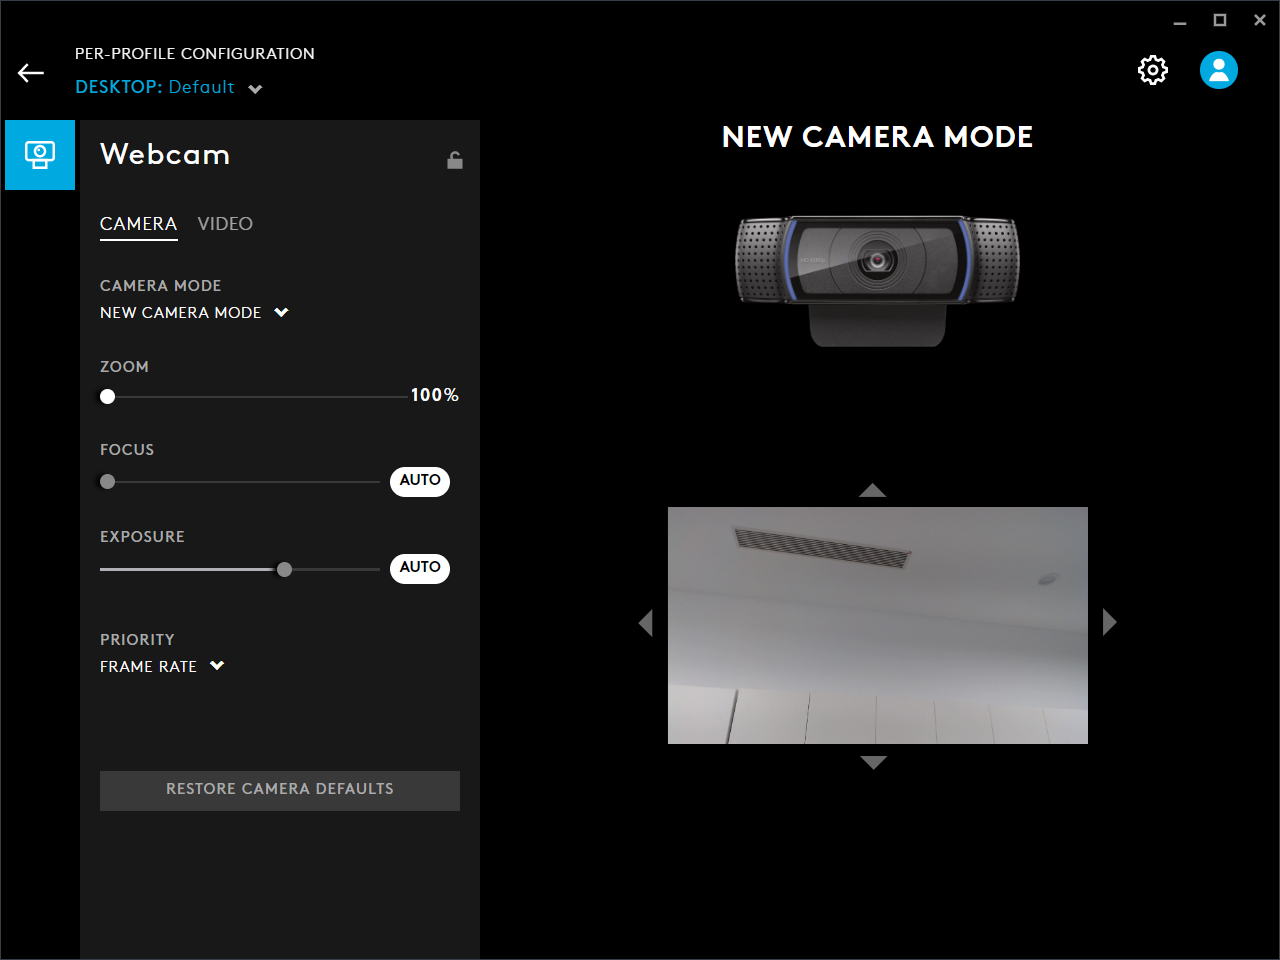 PER-PROFILE CONFIGURATION
DESKTOP: Default
Webcam
CAMERA VIDEO
CAMERA MODE
NEW CAMERA MODE
ZOOM
100%
FOCUS
AUTO
EXPOSURE
AUTO
PRIORITY
FRAME RATE
RESTORE CAMERA DEFAULTS
NEW CAMERA MODE